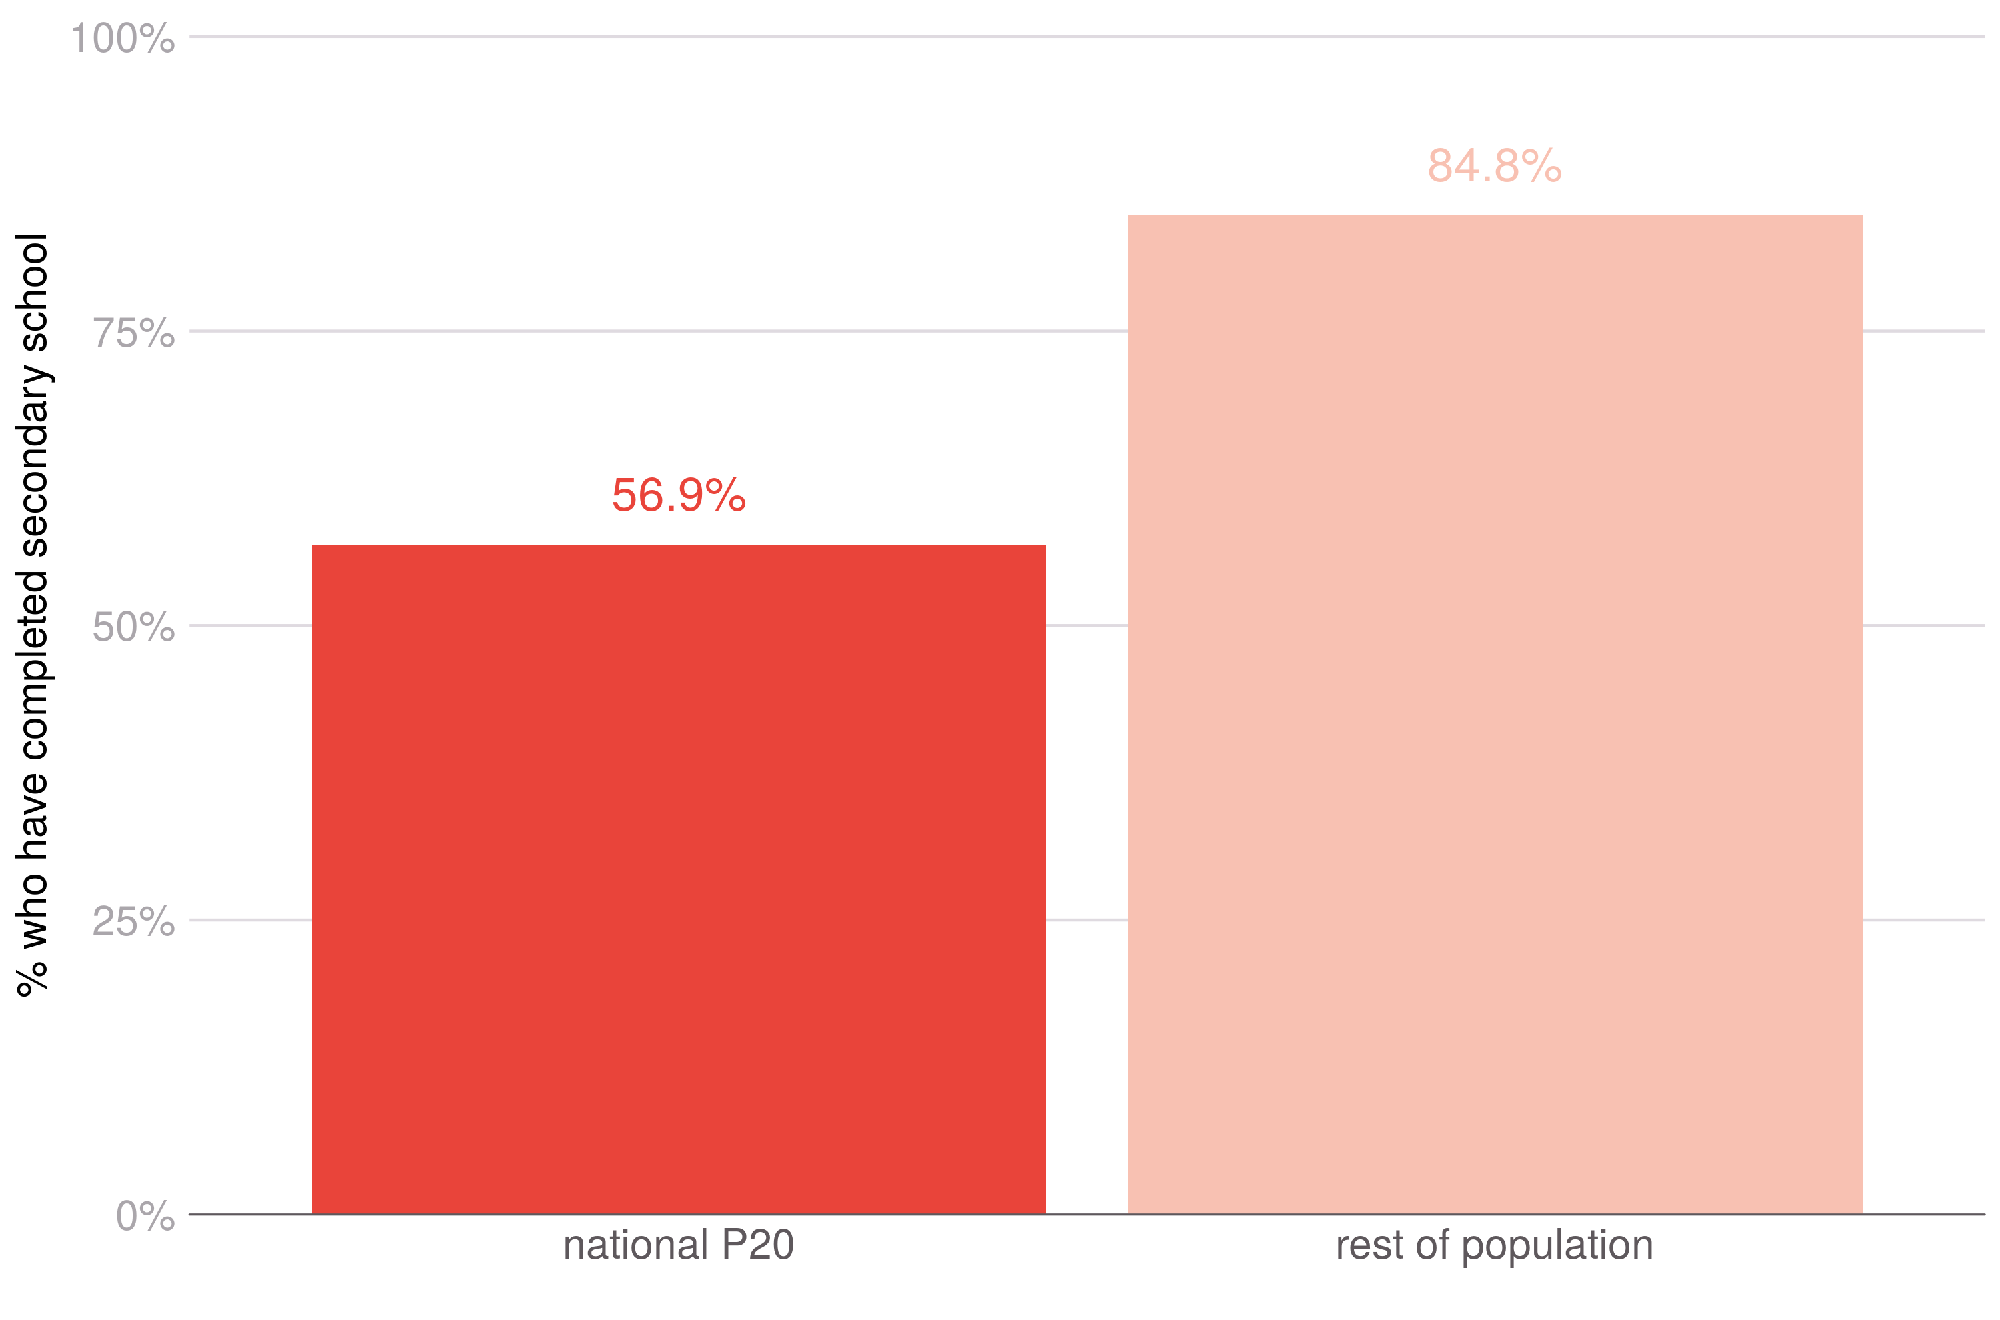 % who have completed secondary school
100%
75%
50%
25%
0%
56.9%
84.8%
national P20
rest of population